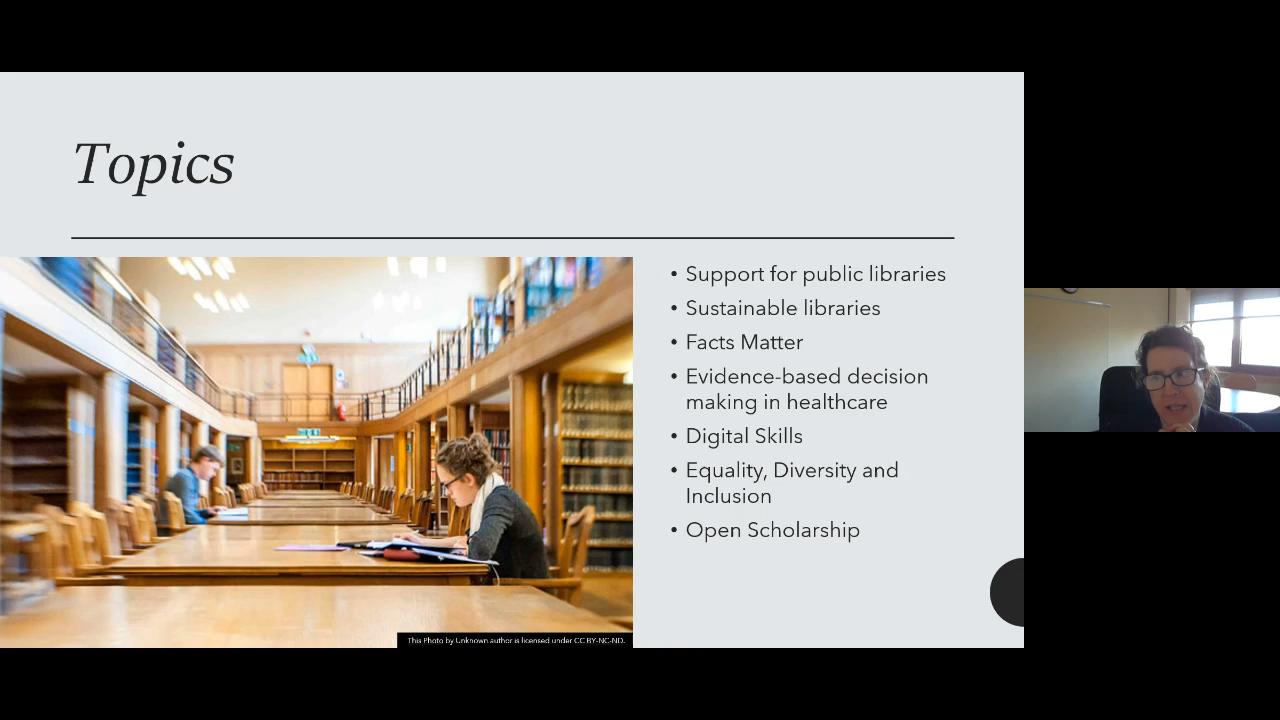 Topics
• Support for public libraries
• Sustainable libraries
• Facts Matter
• Evidence-based decision
making in healthcare
• Digital Skills
• Equality, Diversity and
Inclusion
• Open Scholarship
This Photo by Unknown author is licensed under CC BY-NC-ND.